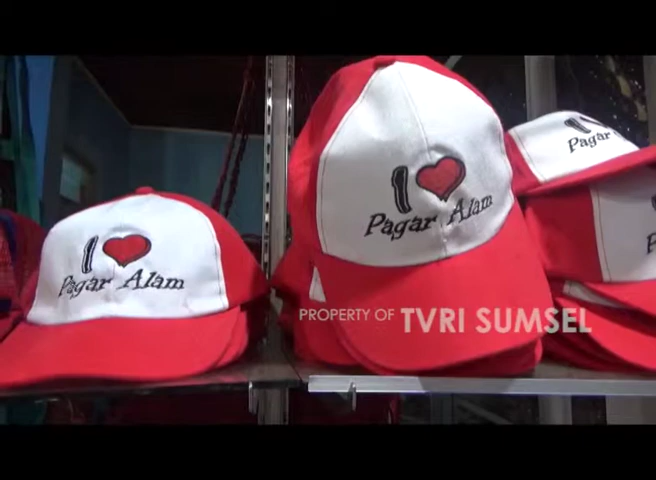 I ❤
Pagar Alam
I ❤
Pagar Alam
I
Pagar
PROPERTY OF TVRI SUMSEL